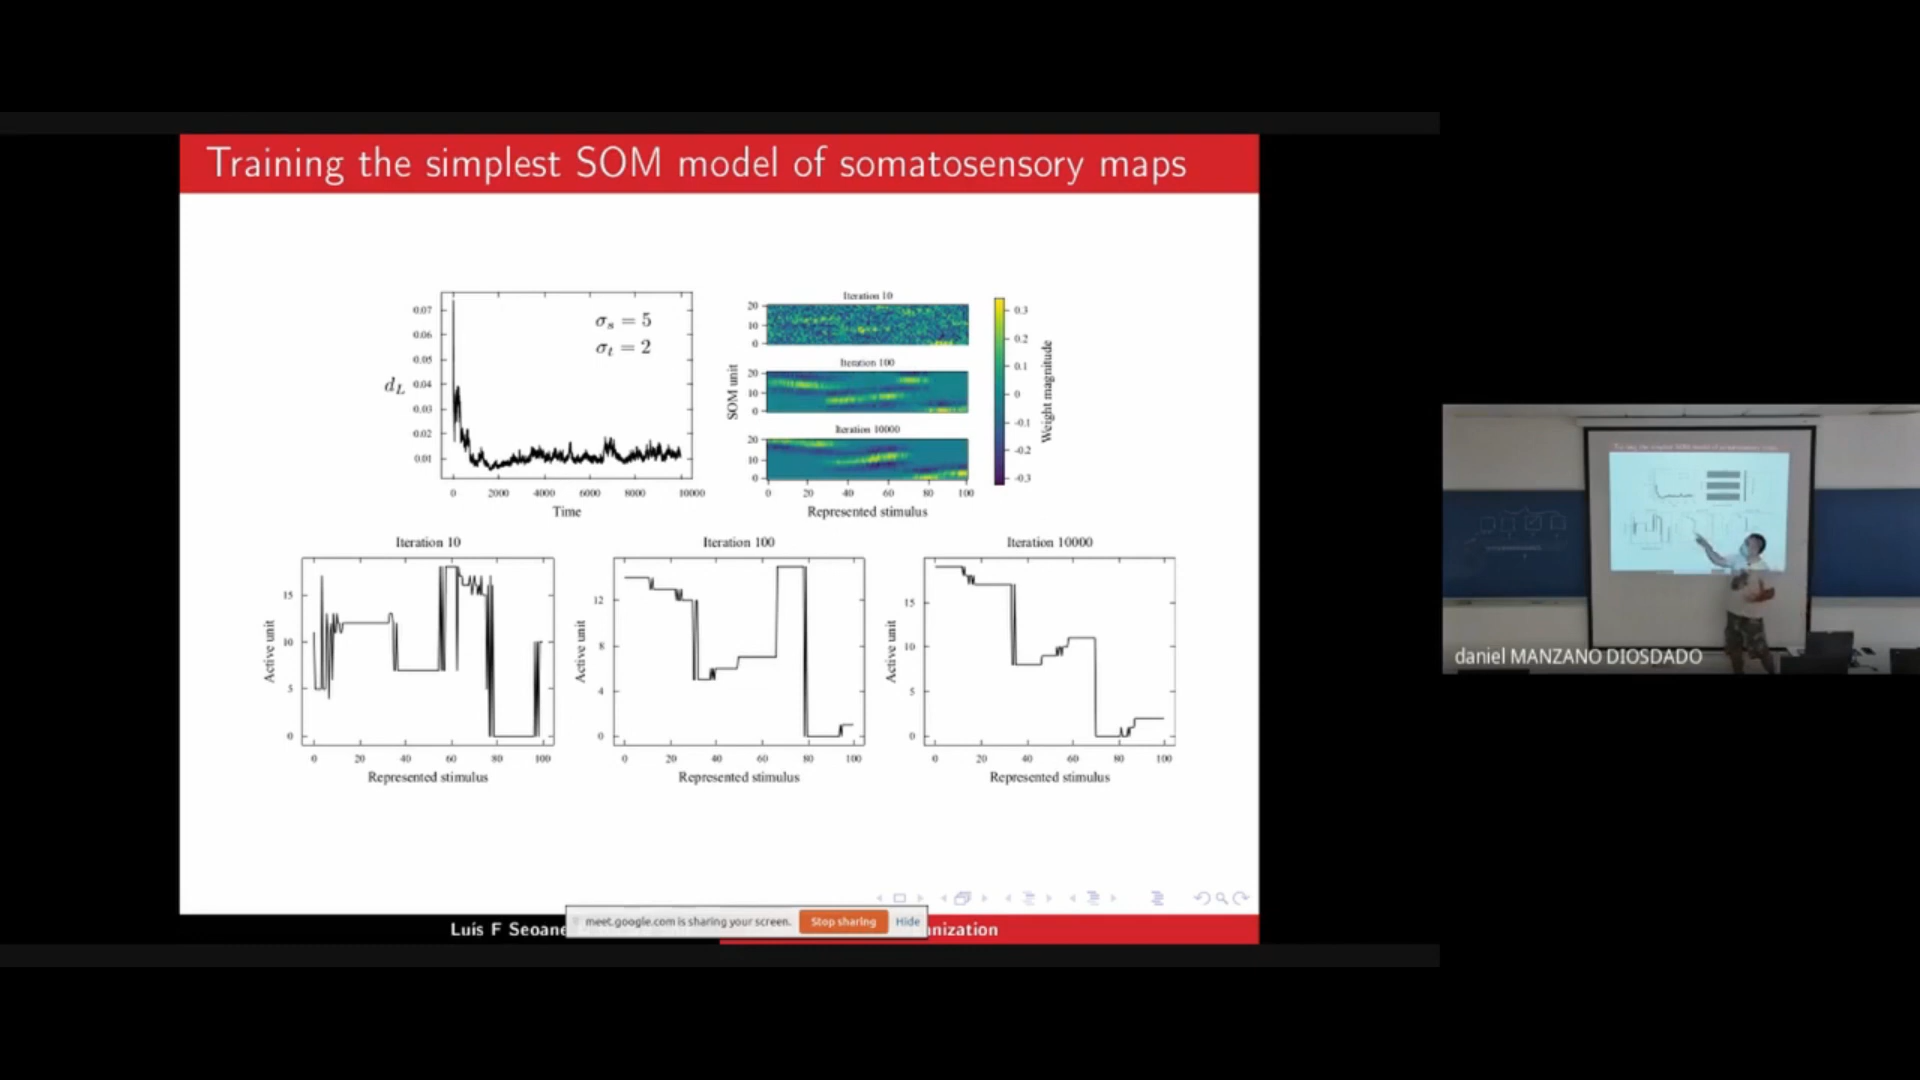 Training the simplest SOM model of somatosensory maps
0.07
0.06
0.05
0.04
0.03
0.02
0.01
d_L
σ_s = 5
σ_t = 2
0 2000 4000 6000 8000 10000
Time
Iteration 10
20
10
0
Iteration 100
20
10
0
Iteration 10000
20
10
0
SOM unit
0 20 40 60 80 100
Represented stimulus
0.3
0.2
0.1
0
-0.1
-0.2
-0.3
Weight magnitude
Iteration 10
15
10
5
0
Active unit
0 20 40 60 80 100
Represented stimulus
Iteration 100
12
8
4
0
Active unit
0 20 40 60 80 100
Represented stimulus
Iteration 10000
15
10
5
0
Active unit
0 20 40 60 80 100
Represented stimulus
meet.google.com is sharing your screen. Stop sharing Hide
Luís F Seoane
nization
daniel MANZANO DIOSDADO